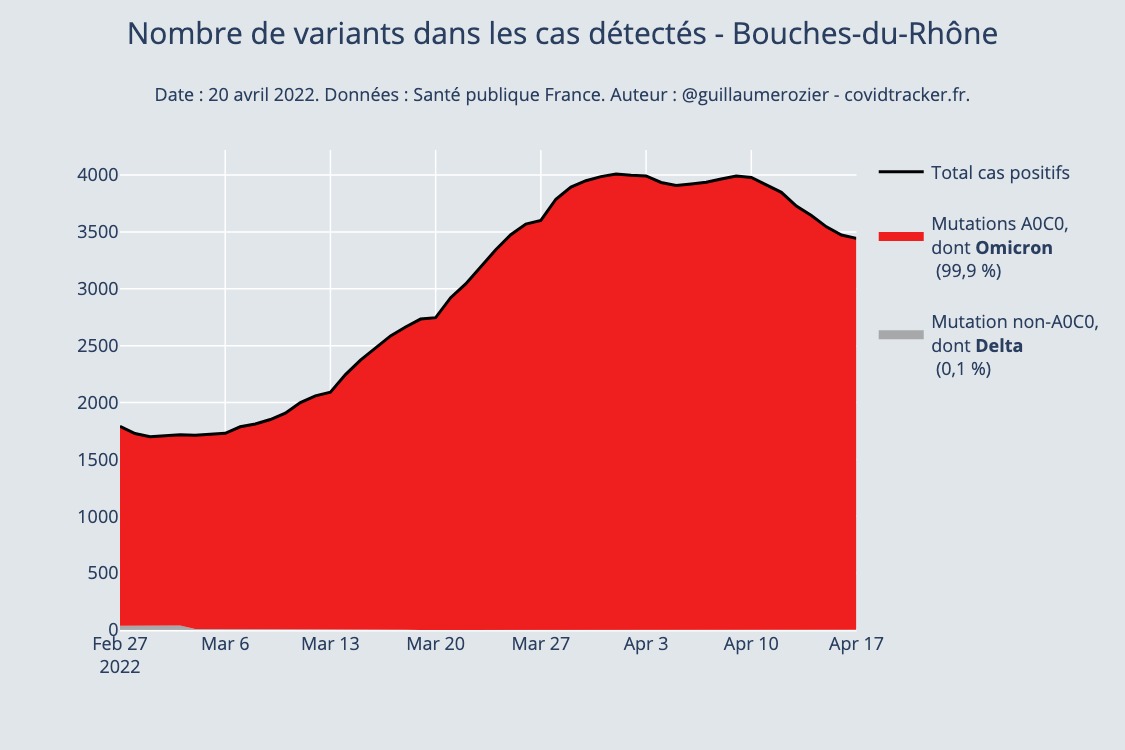 Nombre de variants dans les cas détectés - Bouches-du-Rhône
Date : 20 avril 2022. Données : Santé publique France. Auteur : @guillaumerozier - covidtracker.fr.
4000
3500
3000
2500
2000
1500
1000
500
0
Feb 27
2022
Mar 6
Mar 13
Mar 20
Mar 27
Apr 3
Apr 10
Apr 17
Total cas positifs
Mutations A0C0,
dont Omicron
(99,9 %)
Mutation non-A0C0,
dont Delta
(0,1 %)